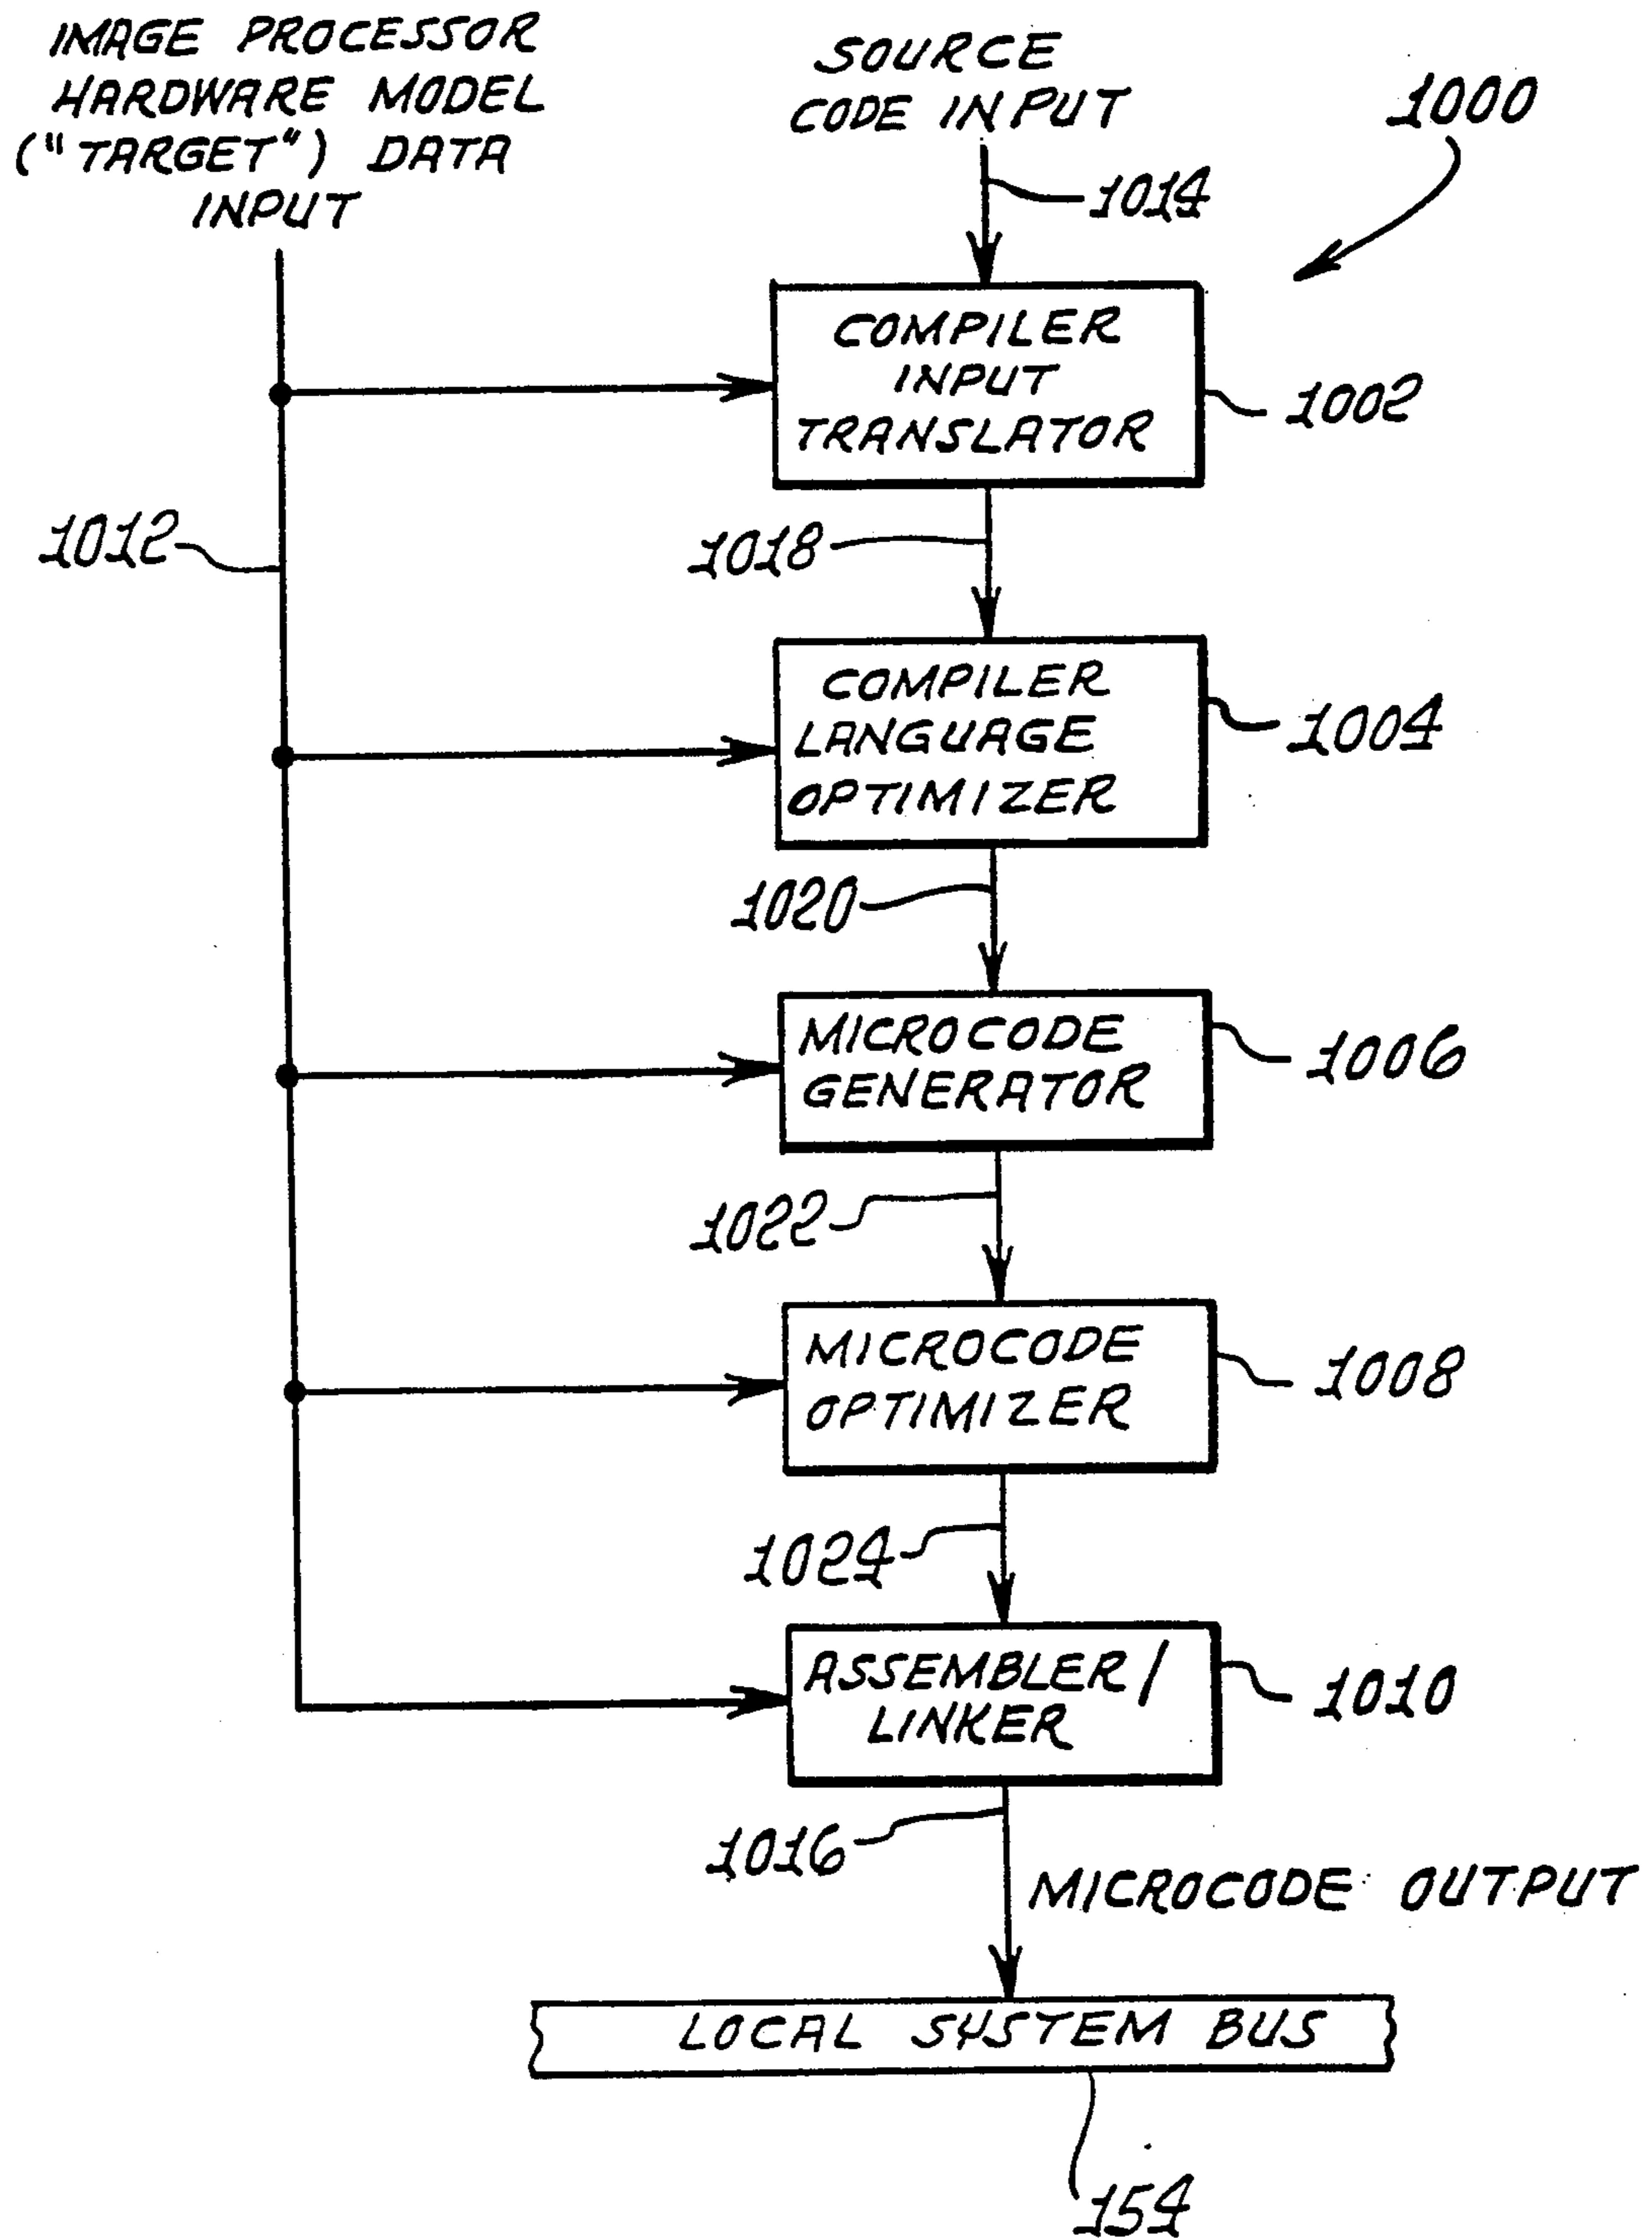 IMAGE PROCESSOR
HARDWARE MODEL
("TARGET") DATA
INPUT
SOURCE
CODE INPUT
1000
1014
COMPILER
INPUT
TRANSLATOR
1002
1012
1018
COMPILER
LANGUAGE
OPTIMIZER
1004
1020
MICROCODE
GENERATOR
1006
1022
MICROCODE
OPTIMIZER
1008
1024
ASSEMBLER/
LINKER
1010
1016
MICROCODE OUTPUT
LOCAL SYSTEM BUS
154